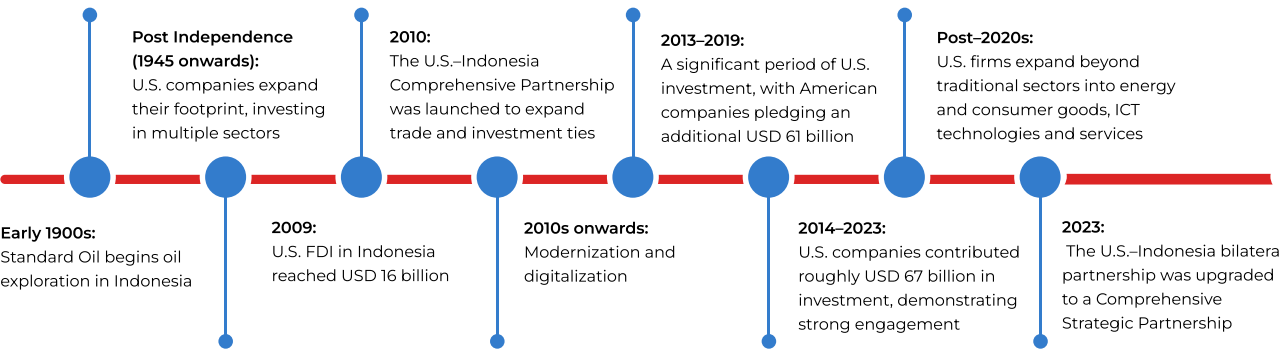 Post Independence
(1945 onwards):
U.S. companies expand
their footprint, investing
in multiple sectors
2010:
The U.S.–Indonesia
Comprehensive Partnership
was launched to expand
trade and investment ties
2013–2019:
A significant period of U.S.
investment, with American
companies pledging an
additional USD 61 billion
Post–2020s:
U.S. firms expand beyond
traditional sectors into energy
and consumer goods, ICT
technologies and services
Early 1900s:
Standard Oil begins oil
exploration in Indonesia
2009:
U.S. FDI in Indonesia
reached USD 16 billion
2010s onwards:
Modernization and
digitalization
2014–2023:
U.S. companies contributed
roughly USD 67 billion in
investment, demonstrating
strong engagement
2023:
The U.S.–Indonesia bilatera
partnership was upgraded
to a Comprehensive
Strategic Partnership